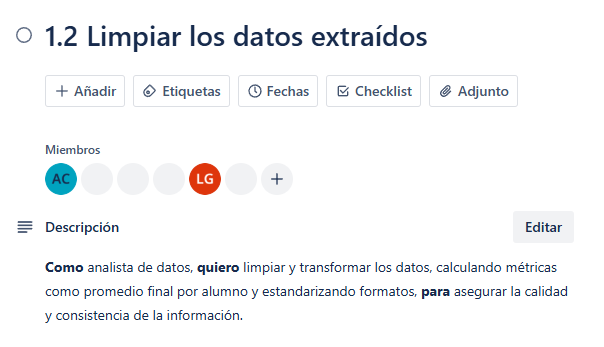 1.2 Limpiar los datos extraídos
Añadir Etiquetas Fechas Checklist Adjunto
Miembros
AC LG
Descripción Editar
Como analista de datos, quiero limpiar y transformar los datos, calculando métricas
como promedio final por alumno y estandarizando formatos, para asegurar la calidad
y consistencia de la información.